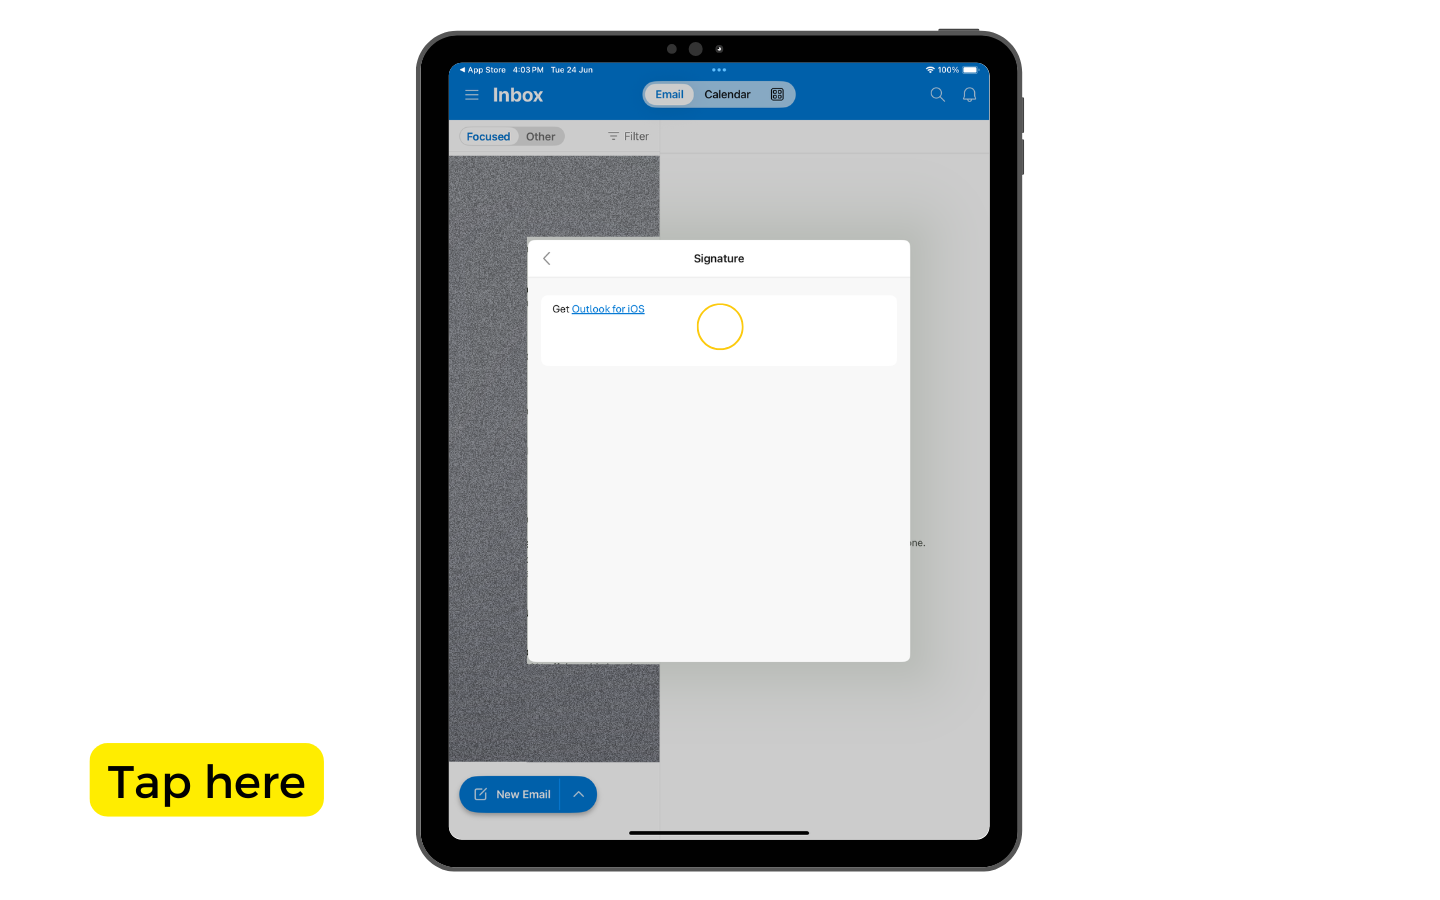 App Store 4:03 PM Tue 24 Jun
100%
Inbox
Email Calendar
Focused Other
Filter
Signature
Get Outlook for iOS
one.
Tap here
New Email